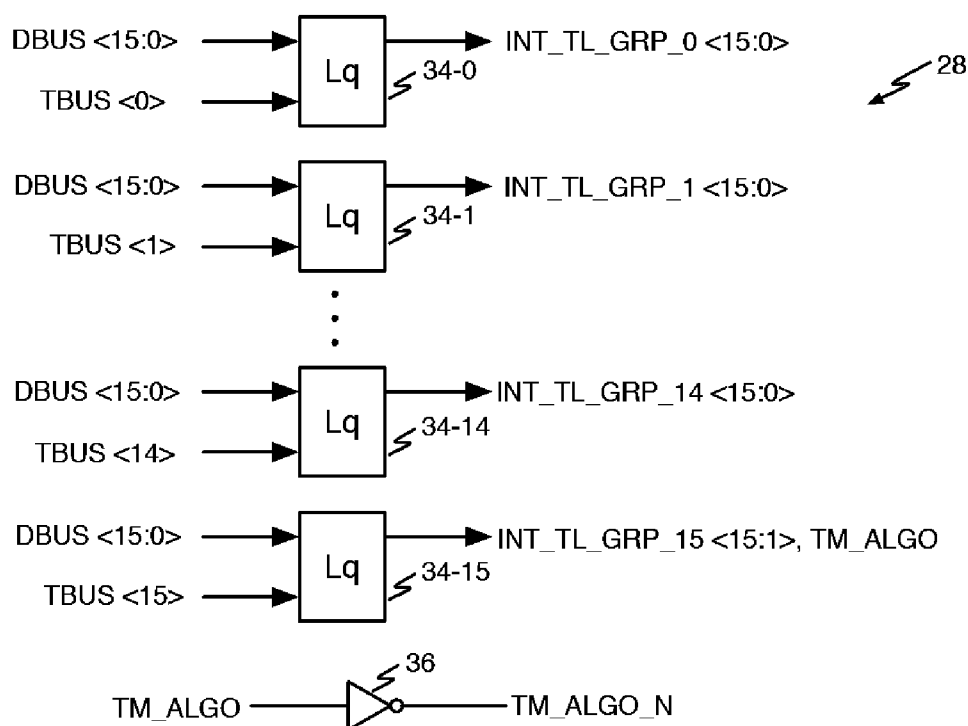 DBUS <15:0> Lq INT_TL_GRP_0 <15:0>
TBUS <0> 34-0
28
DBUS <15:0> Lq INT_TL_GRP_1 <15:0>
TBUS <1> 34-1
DBUS <15:0> Lq INT_TL_GRP_14 <15:0>
TBUS <14> 34-14
DBUS <15:0> Lq INT_TL_GRP_15 <15:1>, TM_ALGO
TBUS <15> 34-15
36
TM_ALGO TM_ALGO_N